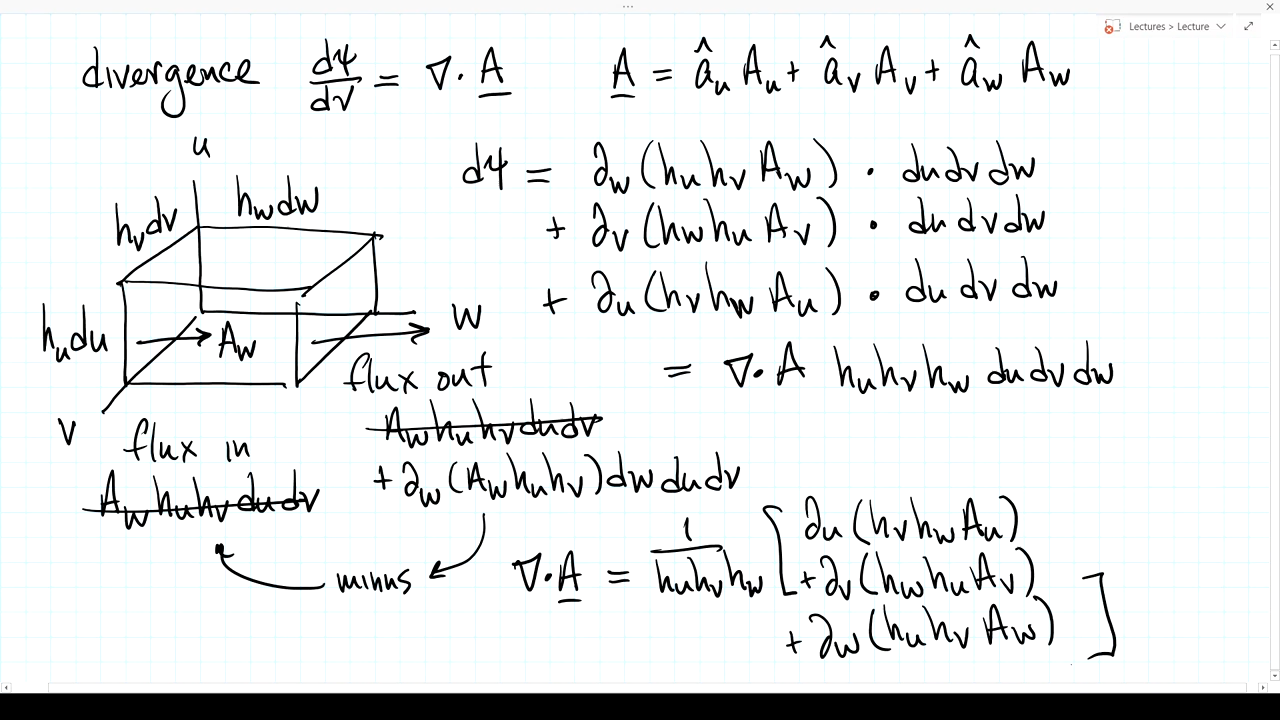 Lectures > Lecture
divergence dψ/dV = ∇·A A = âu Au + âv Av + âw Aw
u
hv dv hw dw
hu du
Aw
w
v
dψ = ∂w(hu hv Aw) · du dv dw
+ ∂v(hw hu Av) · du dv dw
+ ∂u(hv hw Au) · du dv dw
= ∇·A hu hv hw du dv dw
flux in
Aw hu hv du dv
flux out
Aw hu hv du dv
+ ∂w(Aw hu hv) dw du dv
minus
∇·A = 1/(hu hv hw) [ ∂u(hv hw Au)
+ ∂v(hw hu Av)
+ ∂w(hu hv Aw) ]